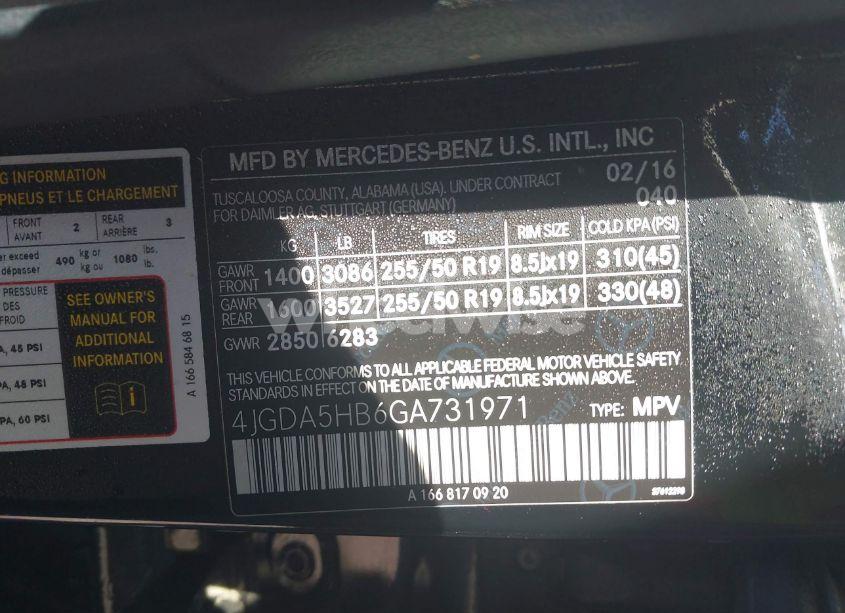 G INFORMATION
PNEUS ET LE CHARGEMENT
FRONT 2 REAR 3
AVANT ARRIÈRE
er exceed 490 kg or 1080 lbs.
dépasser kg ou lb.
PRESSURE
DES
FROID
A, 45 PSI
A, 48 PSI
PA, 60 PSI
SEE OWNER'S
MANUAL FOR
ADDITIONAL
INFORMATION
A 166 584 68 15
MFD BY MERCEDES-BENZ U.S. INTL., INC
TUSCALOOSA COUNTY, ALABAMA (USA). UNDER CONTRACT 02/16
FOR DAIMLER AG, STUTTGART (GERMANY) 040
KG LB TIRES RIM SIZE COLD KPA(PSI)
GAWR FRONT 1400 3086 255/50 R19 8.5Jx19 310(45)
GAWR REAR 1600 3527 255/50 R19 8.5Jx19 330(48)
GVWR 2850 6283
THIS VEHICLE CONFORMS TO ALL APPLICABLE FEDERAL MOTOR VEHICLE SAFETY
STANDARDS IN EFFECT ON THE DATE OF MANUFACTURE SHOWN ABOVE.
4JGDA5HB6GA731971 TYPE: MPV
A 166 817 09 20